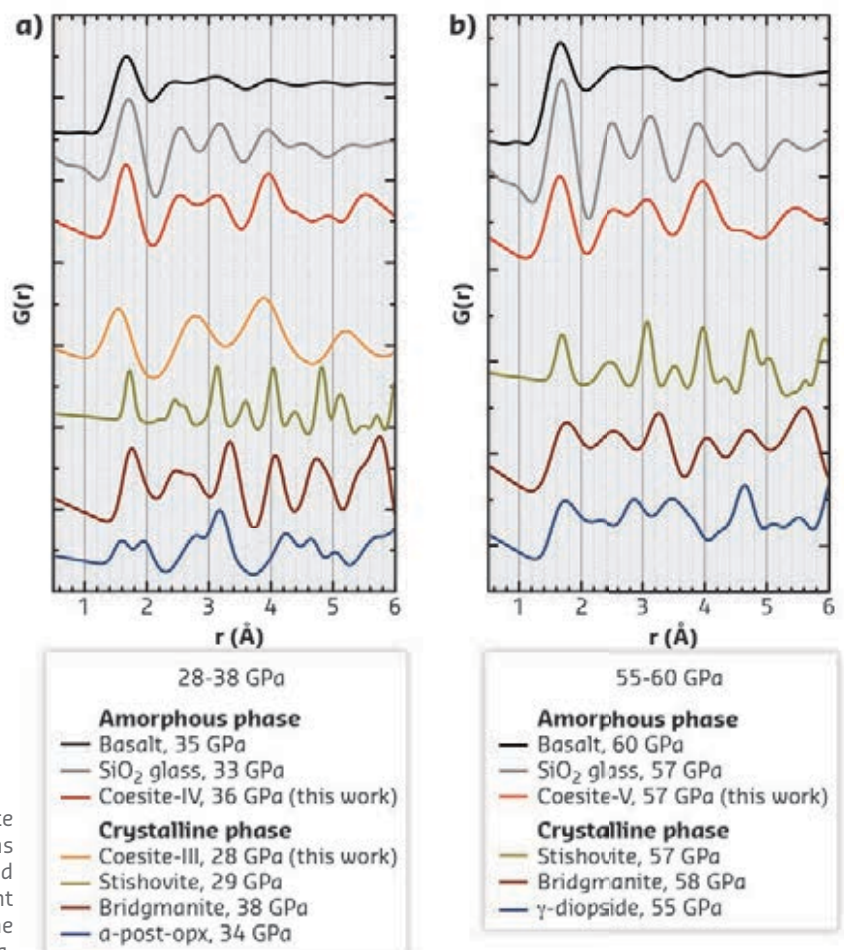 a)
b)
G(r)
G(r)
1 2 3 4 5 6
1 2 3 4 5 6
r (Å)
r (Å)
28-38 GPa
Amorphous phase
Basalt, 35 GPa
SiO₂ glass, 33 GPa
Coesite-IV, 36 GPa (this work)
Crystalline phase
Coesite-III, 28 GPa (this work)
Stishovite, 29 GPa
Bridgmanite, 38 GPa
α-post-opx, 34 GPa
55-60 GPa
Amorphous phase
Basalt, 60 GPa
SiO₂ glass, 57 GPa
Coesite-V, 57 GPa (this work)
Crystalline phase
Stishovite, 57 GPa
Bridgmanite, 58 GPa
γ-diopside, 55 GPa